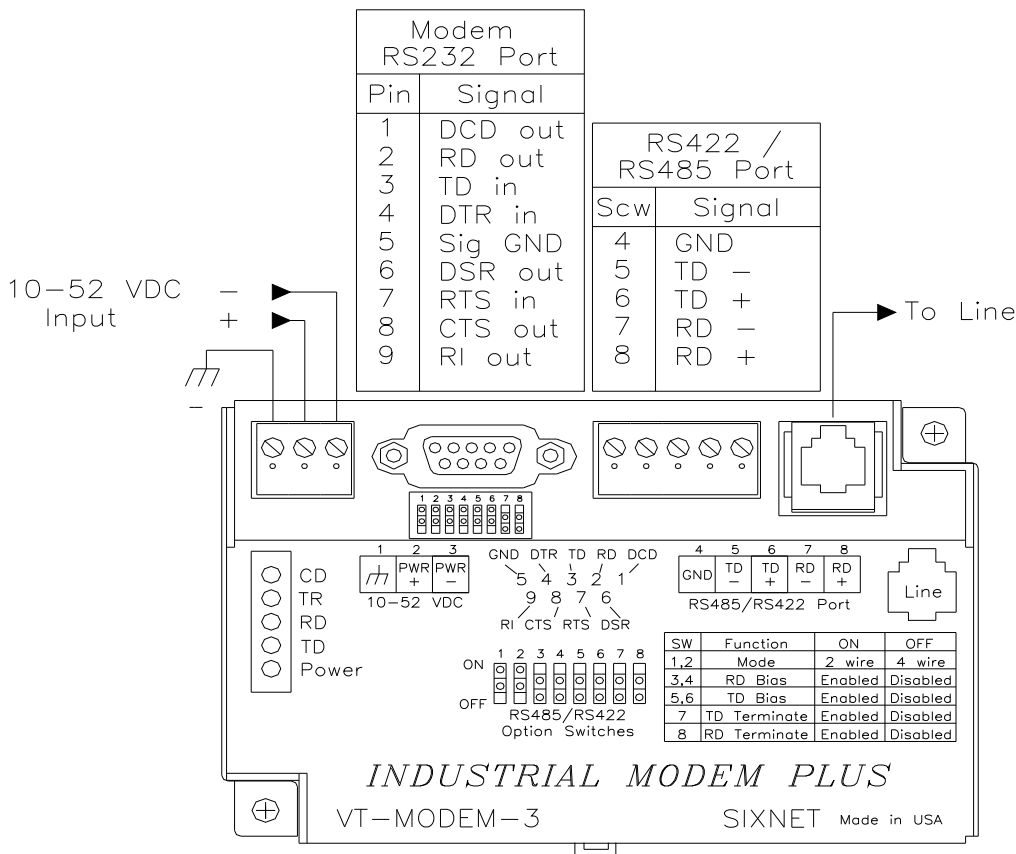 Modem
RS232 Port
Pin Signal
1 DCD out
2 RD out
3 TD in
4 DTR in
5 Sig GND
6 DSR out
7 RTS in
8 CTS out
9 RI out
RS422 /
RS485 Port
Scw Signal
4 GND
5 TD -
6 TD +
7 RD -
8 RD +
10-52 VDC -
Input +
-
To Line
1 2 3 4 5 6 7 8
CD
TR
RD
TD
Power
1 2 3
PWR + PWR -
10-52 VDC
GND DTR TD RD DCD
5 4 3 2 1
9 8 7 6
RI CTS RTS DSR
4 5 6 7 8
GND TD - TD + RD - RD +
RS485/RS422 Port
Line
1 2 3 4 5 6 7 8
ON
OFF
RS485/RS422
Option Switches
SW Function ON OFF
1,2 Mode 2 wire 4 wire
3,4 RD Bias Enabled Disabled
5,6 TD Bias Enabled Disabled
7 TD Terminate Enabled Disabled
8 RD Terminate Enabled Disabled
INDUSTRIAL MODEM PLUS
VT-MODEM-3 SIXNET Made in USA